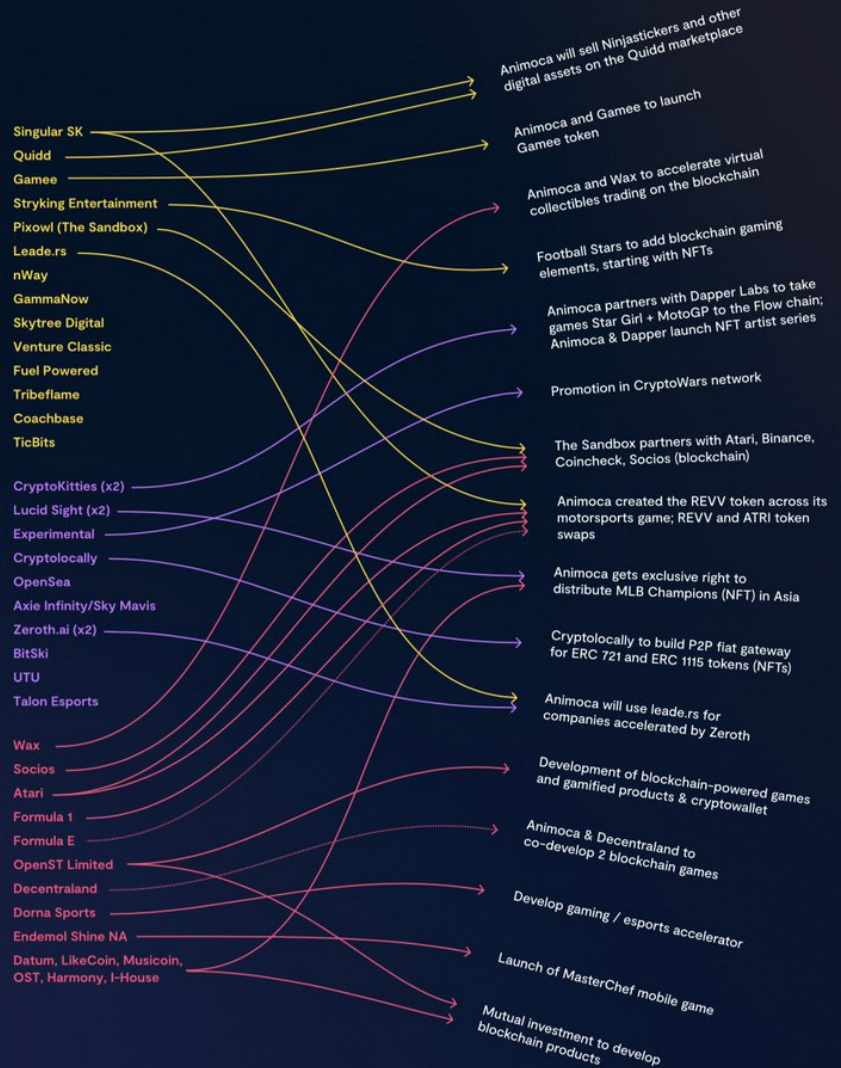 Singular SK
Quidd
Gamee
Stryking Entertainment
Pixowl (The Sandbox)
Leade.rs
nWay
GammaNow
Skytree Digital
Venture Classic
Fuel Powered
Tribeflame
Coachbase
TicBits
CryptoKitties (x2)
Lucid Sight (x2)
Experimental
Cryptolocally
OpenSea
Axie Infinity/Sky Mavis
Zeroth.ai (x2)
BitSki
UTU
Talon Esports
Wax
Socios
Atari
Formula 1
Formula E
OpenST Limited
Decentraland
Dorna Sports
Endemol Shine NA
Datum, LikeCoin, Musicoin,
OST, Harmony, I-House
Animoca will sell Ninjastickers and other
digital assets on the Quidd marketplace
Animoca and Gamee to launch
Gamee token
Animoca and Wax to accelerate virtual
collectibles trading on the blockchain
Football Stars to add blockchain gaming
elements, starting with NFTs
Animoca partners with Dapper Labs to take
games Star Girl + MotoGP to the Flow chain;
Animoca & Dapper launch NFT artist series
Promotion in CryptoWars network
The Sandbox partners with Atari, Binance,
Coincheck, Socios (blockchain)
Animoca created the REVV token across its
motorsports game; REVV and ATRI token
swaps
Animoca gets exclusive right to
distribute MLB Champions (NFT) in Asia
Cryptolocally to build P2P fiat gateway
for ERC 721 and ERC 1115 tokens (NFTs)
Animoca will use leade.rs for
companies accelerated by Zeroth
Development of blockchain-powered games
and gamified products & cryptowallet
Animoca & Decentraland to
co-develop 2 blockchain games
Develop gaming / esports accelerator
Launch of MasterChef mobile game
Mutual investment to develop
blockchain products